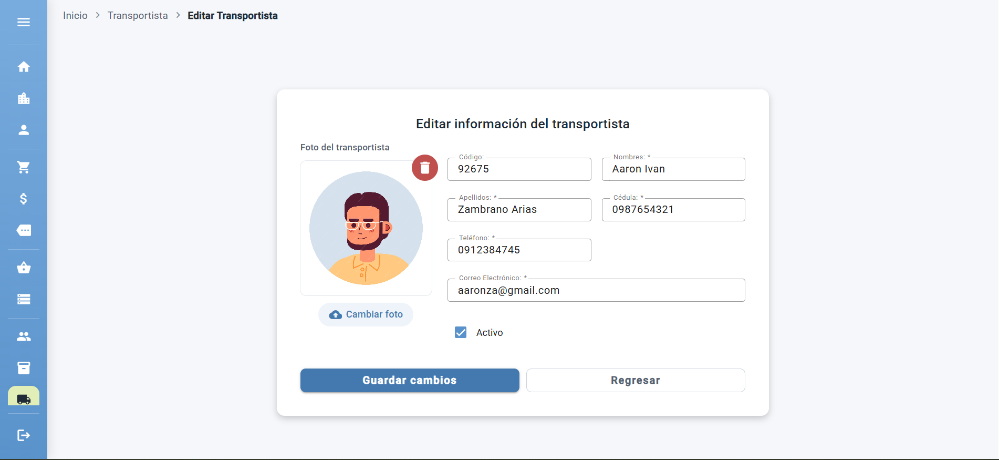 Inicio > Transportista > Editar Transportista
Editar información del transportista
Foto del transportista
Código:
92675
Nombres: *
Aaron Ivan
Apellidos: *
Zambrano Arias
Cédula: *
0987654321
Teléfono: *
0912384745
Correo Electrónico: *
aaronza@gmail.com
Cambiar foto
Activo
Guardar cambios
Regresar